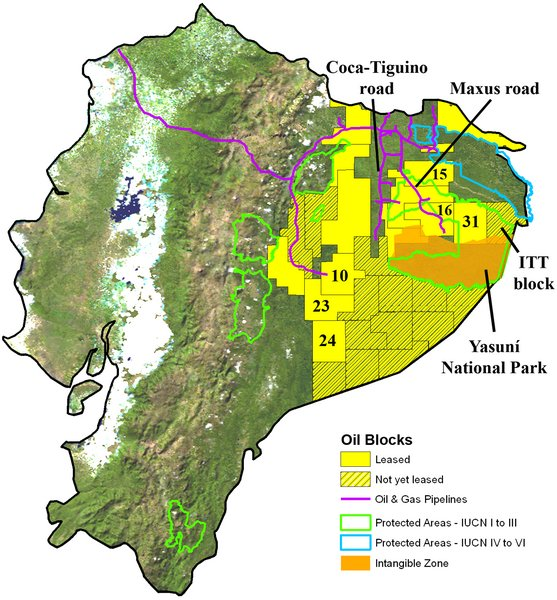 Coca-Tiguino
road
Maxus road
15
16
31
ITT
block
10
23
24
Yasuní
National Park
Oil Blocks
Leased
Not yet leased
Oil & Gas Pipelines
Protected Areas - IUCN I to III
Protected Areas - IUCN IV to VI
Intangible Zone